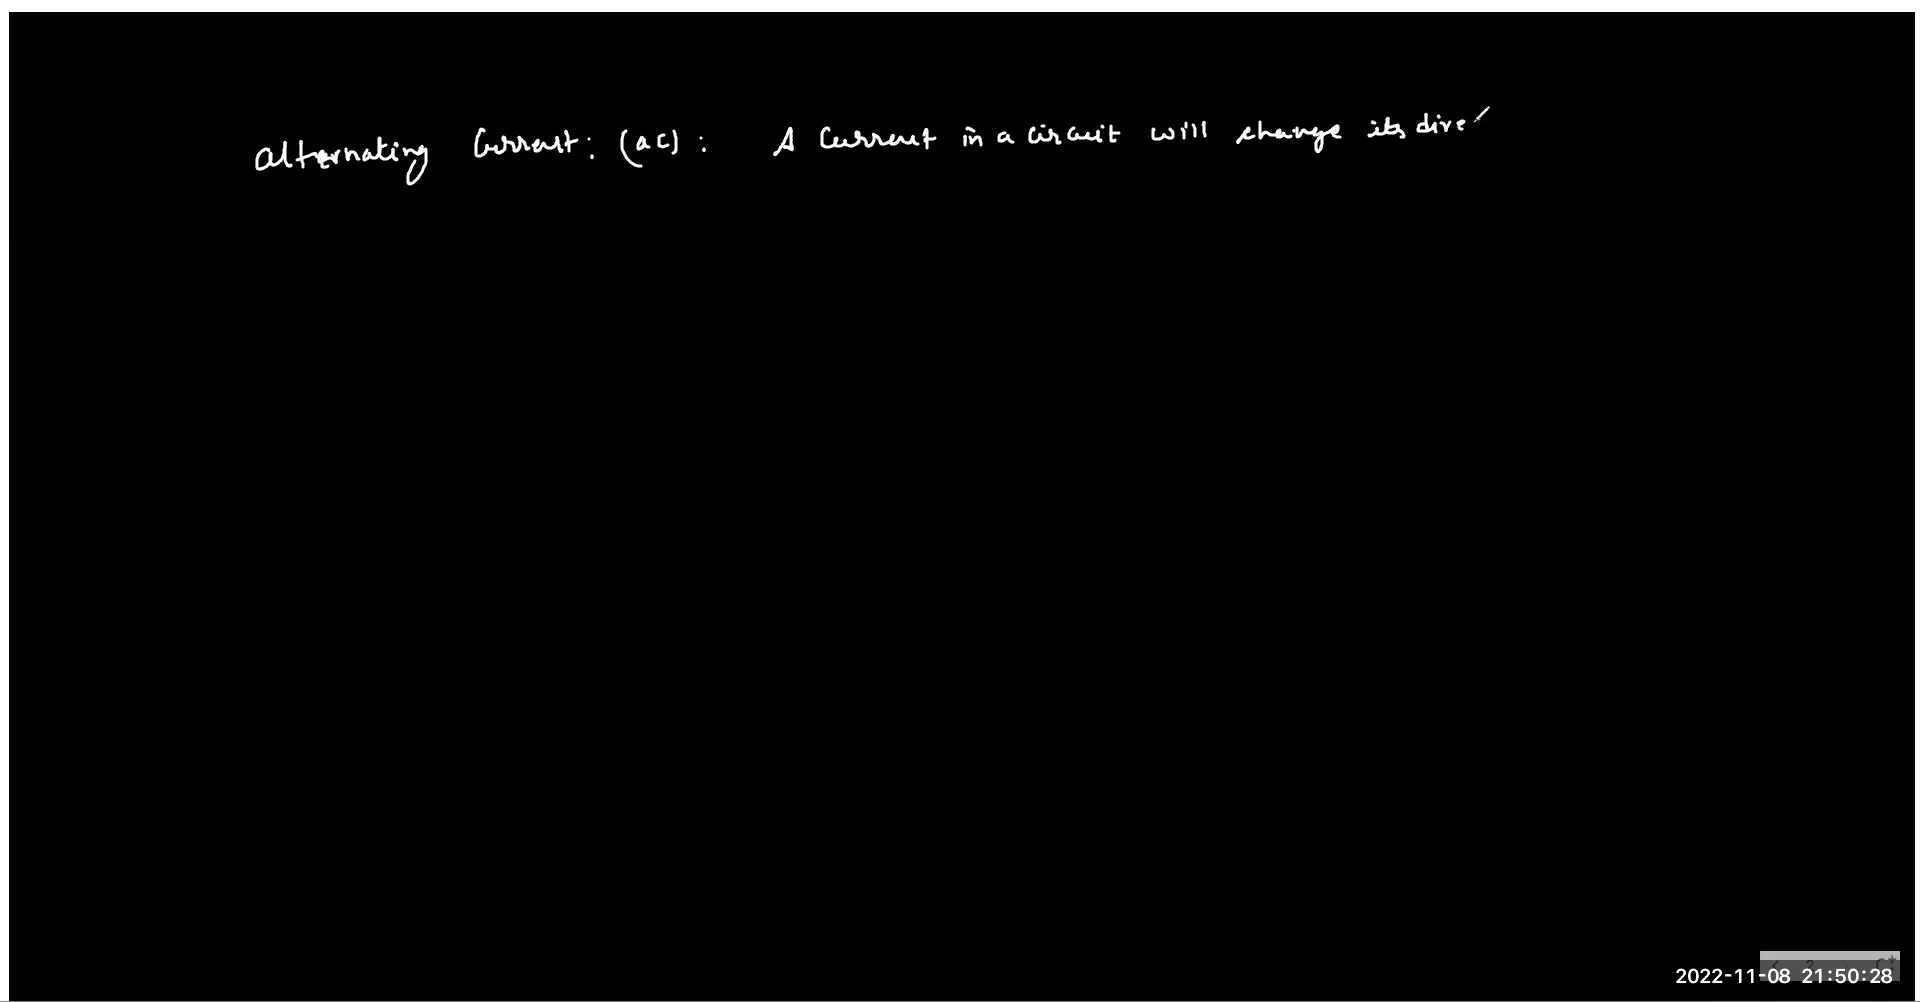 alternating Current: (ac): A Current in a circuit will change its dire
2022-11-08 21:50:28